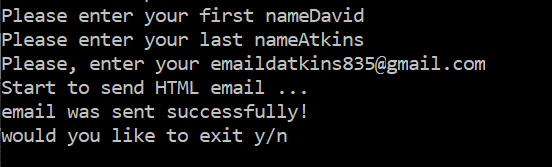 Please enter your first nameDavid
Please enter your last nameAtkins
Please, enter your emaildatkins835@gmail.com
Start to send HTML email ...
email was sent successfully!
would you like to exit y/n